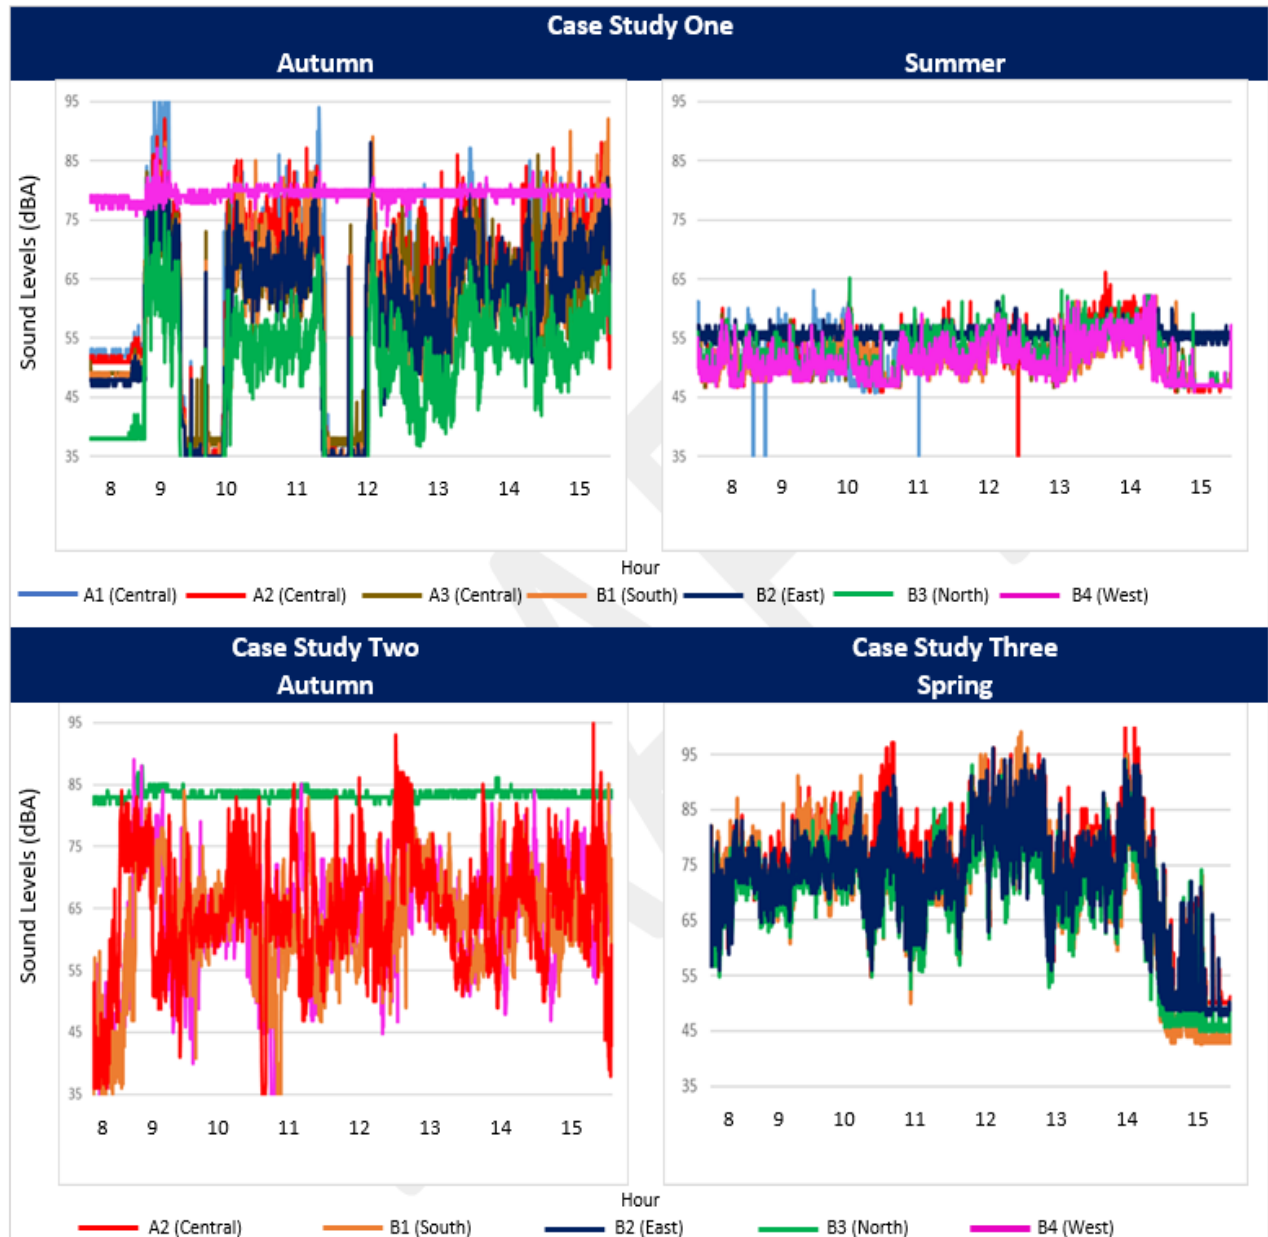 Case Study One
Autumn
Summer
Sound Levels (dBA)
95
85
75
65
55
45
35
8 9 10 11 12 13 14 15
95
85
75
65
55
45
35
8 9 10 11 12 13 14 15
Hour
A1 (Central) A2 (Central) A3 (Central) B1 (South) B2 (East) B3 (North) B4 (West)
Case Study Two
Autumn
Case Study Three
Spring
Sound Levels (dBA)
95
85
75
65
55
45
35
8 9 10 11 12 13 14 15
95
85
75
65
55
45
35
8 9 10 11 12 13 14 15
Hour
A2 (Central) B1 (South) B2 (East) B3 (North) B4 (West)